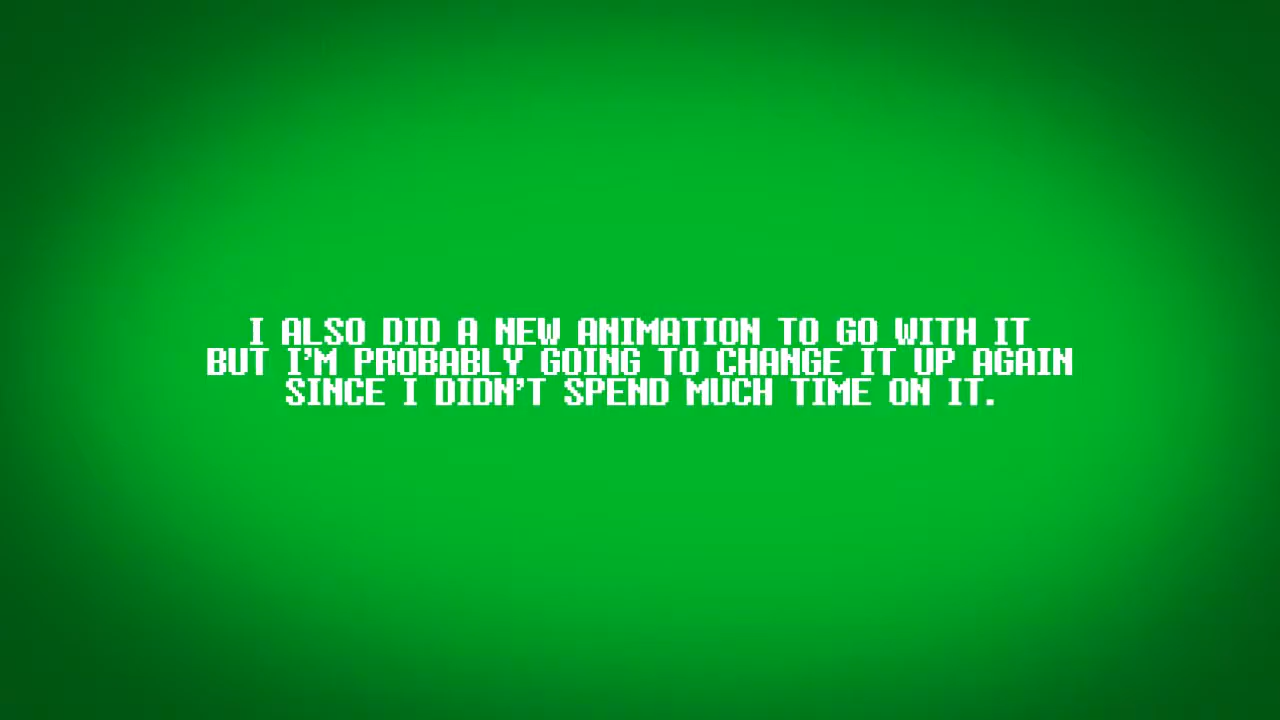 I ALSO DID A NEW ANIMATION TO GO WITH IT
BUT I'M PROBABLY GOING TO CHANGE IT UP AGAIN
SINCE I DIDN'T SPEND MUCH TIME ON IT.